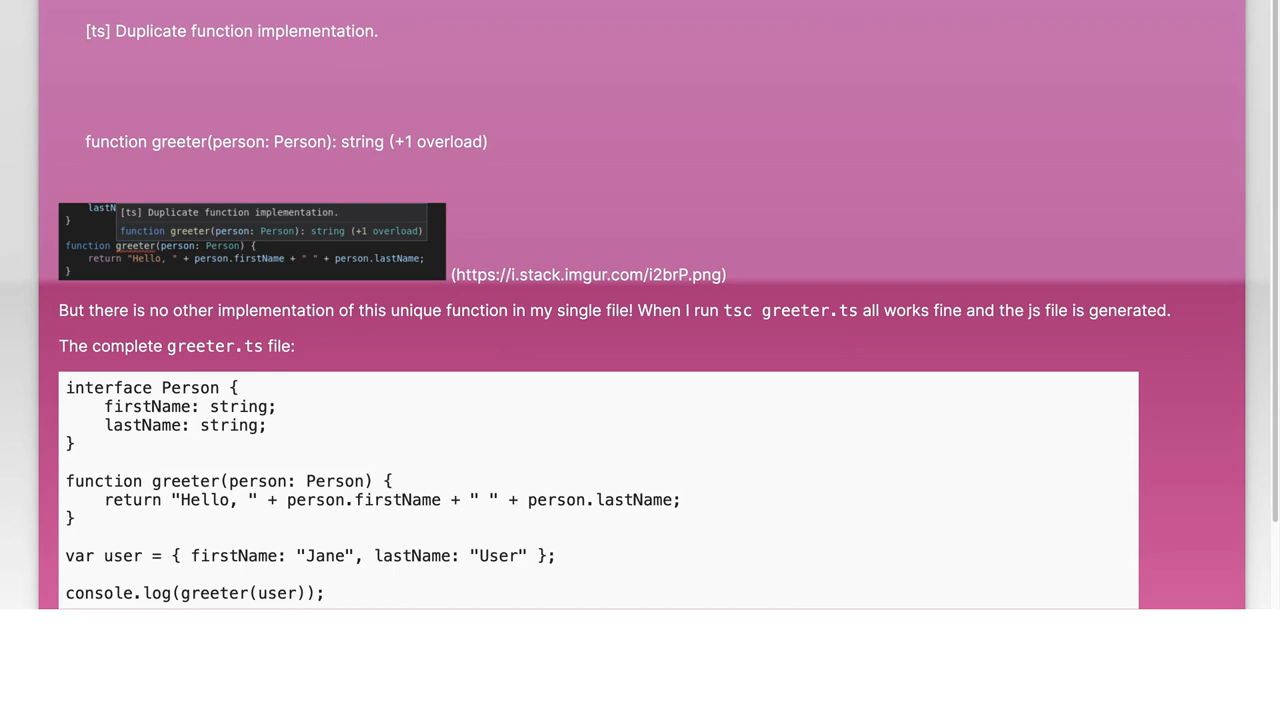 [ts] Duplicate function implementation.
function greeter(person: Person): string (+1 overload)
lastN
[ts] Duplicate function implementation.
}
function greeter(person: Person): string (+1 overload)
function greeter(person: Person) {
return "Hello, " + person.firstName + " " + person.lastName;
}
(https://i.stack.imgur.com/i2brP.png)
But there is no other implementation of this unique function in my single file! When I run tsc greeter.ts all works fine and the js file is generated.
The complete greeter.ts file:
interface Person {
    firstName: string;
    lastName: string;
}
function greeter(person: Person) {
    return "Hello, " + person.firstName + " " + person.lastName;
}
var user = { firstName: "Jane", lastName: "User" };
console.log(greeter(user));